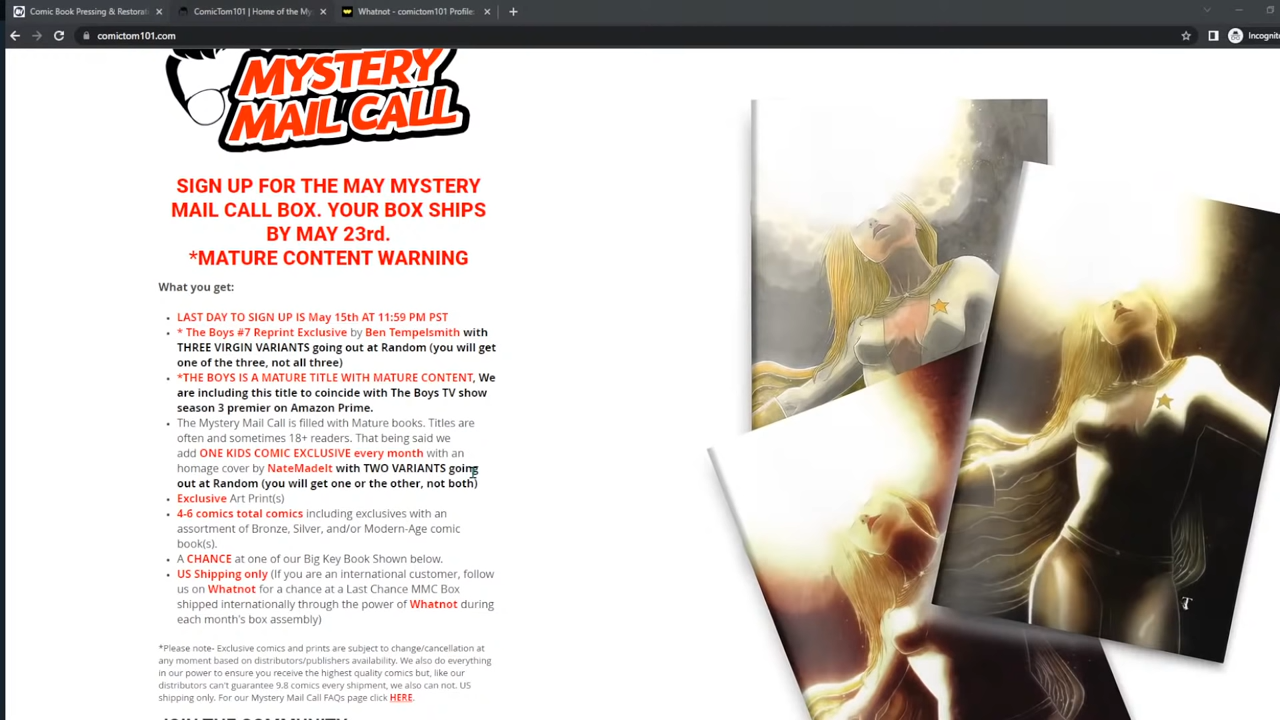 Comic Book Pressing & Restorat
ComicTom101 | Home of the My
Whatnot - comictom101 Profile
comictom101.com
Incognito
MYSTERY
MAIL CALL
SIGN UP FOR THE MAY MYSTERY
MAIL CALL BOX. YOUR BOX SHIPS
BY MAY 23rd.
*MATURE CONTENT WARNING
What you get:
LAST DAY TO SIGN UP IS May 15th AT 11:59 PM PST
* The Boys #7 Reprint Exclusive by Ben Tempelsmith with
THREE VIRGIN VARIANTS going out at Random (you will get
one of the three, not all three)
*THE BOYS IS A MATURE TITLE WITH MATURE CONTENT, We
are including this title to coincide with The Boys TV show
season 3 premier on Amazon Prime.
The Mystery Mail Call is filled with Mature books. Titles are
often and sometimes 18+ readers. That being said we
add ONE KIDS COMIC EXCLUSIVE every month with an
homage cover by NateMadeIt with TWO VARIANTS going
out at Random (you will get one or the other, not both)
Exclusive Art Print(s)
4-6 comics total comics including exclusives with an
assortment of Bronze, Silver, and/or Modern-Age comic
book(s).
A CHANCE at one of our Big Key Book Shown below.
US Shipping only (If you are an international customer, follow
us on Whatnot for a chance at a Last Chance MMC Box
shipped internationally through the power of Whatnot during
each month's box assembly)
*Please note- Exclusive comics and prints are subject to change/cancellation at
any moment based on distributors/publishers availability. We also do everything
in our power to ensure you receive the highest quality comics but, like our
distributors can't guarantee 9.8 comics every shipment, we also can not. US
shipping only. For our Mystery Mail Call FAQs page click HERE.
JOIN THE COMMUNITY